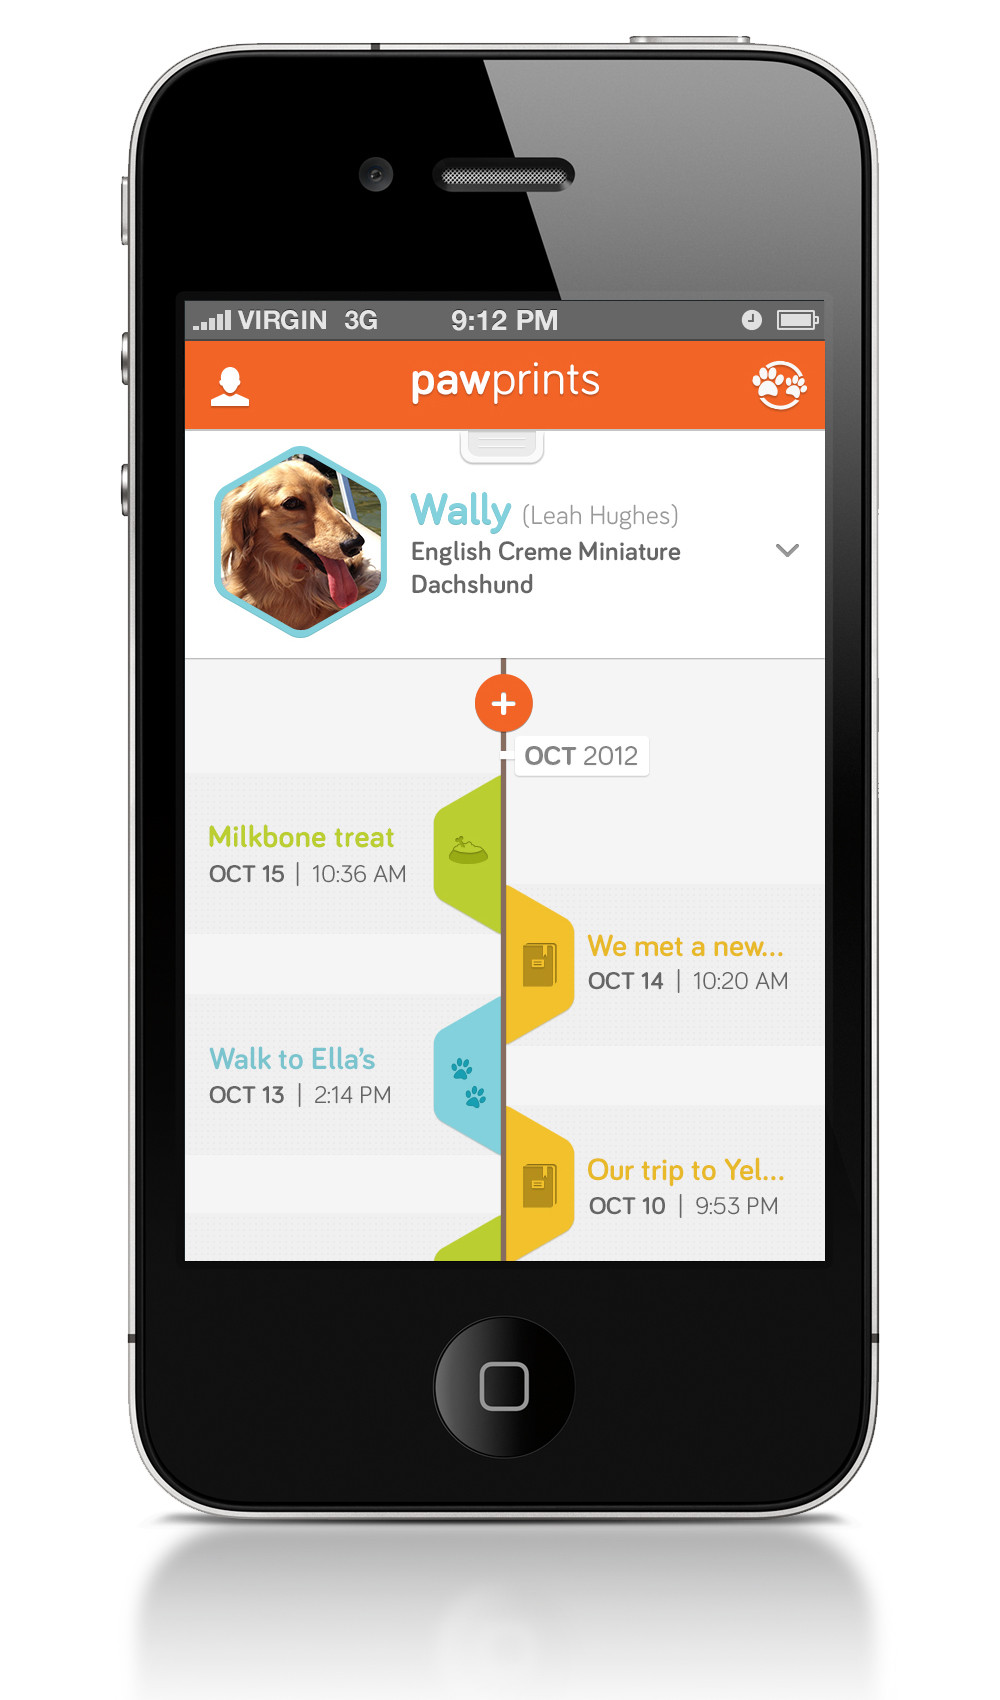 VIRGIN 3G 9:12 PM
pawprints
Wally (Leah Hughes)
English Creme Miniature
Dachshund
OCT 2012
Milkbone treat
OCT 15 | 10:36 AM
We met a new...
OCT 14 | 10:20 AM
Walk to Ella's
OCT 13 | 2:14 PM
Our trip to Yel...
OCT 10 | 9:53 PM